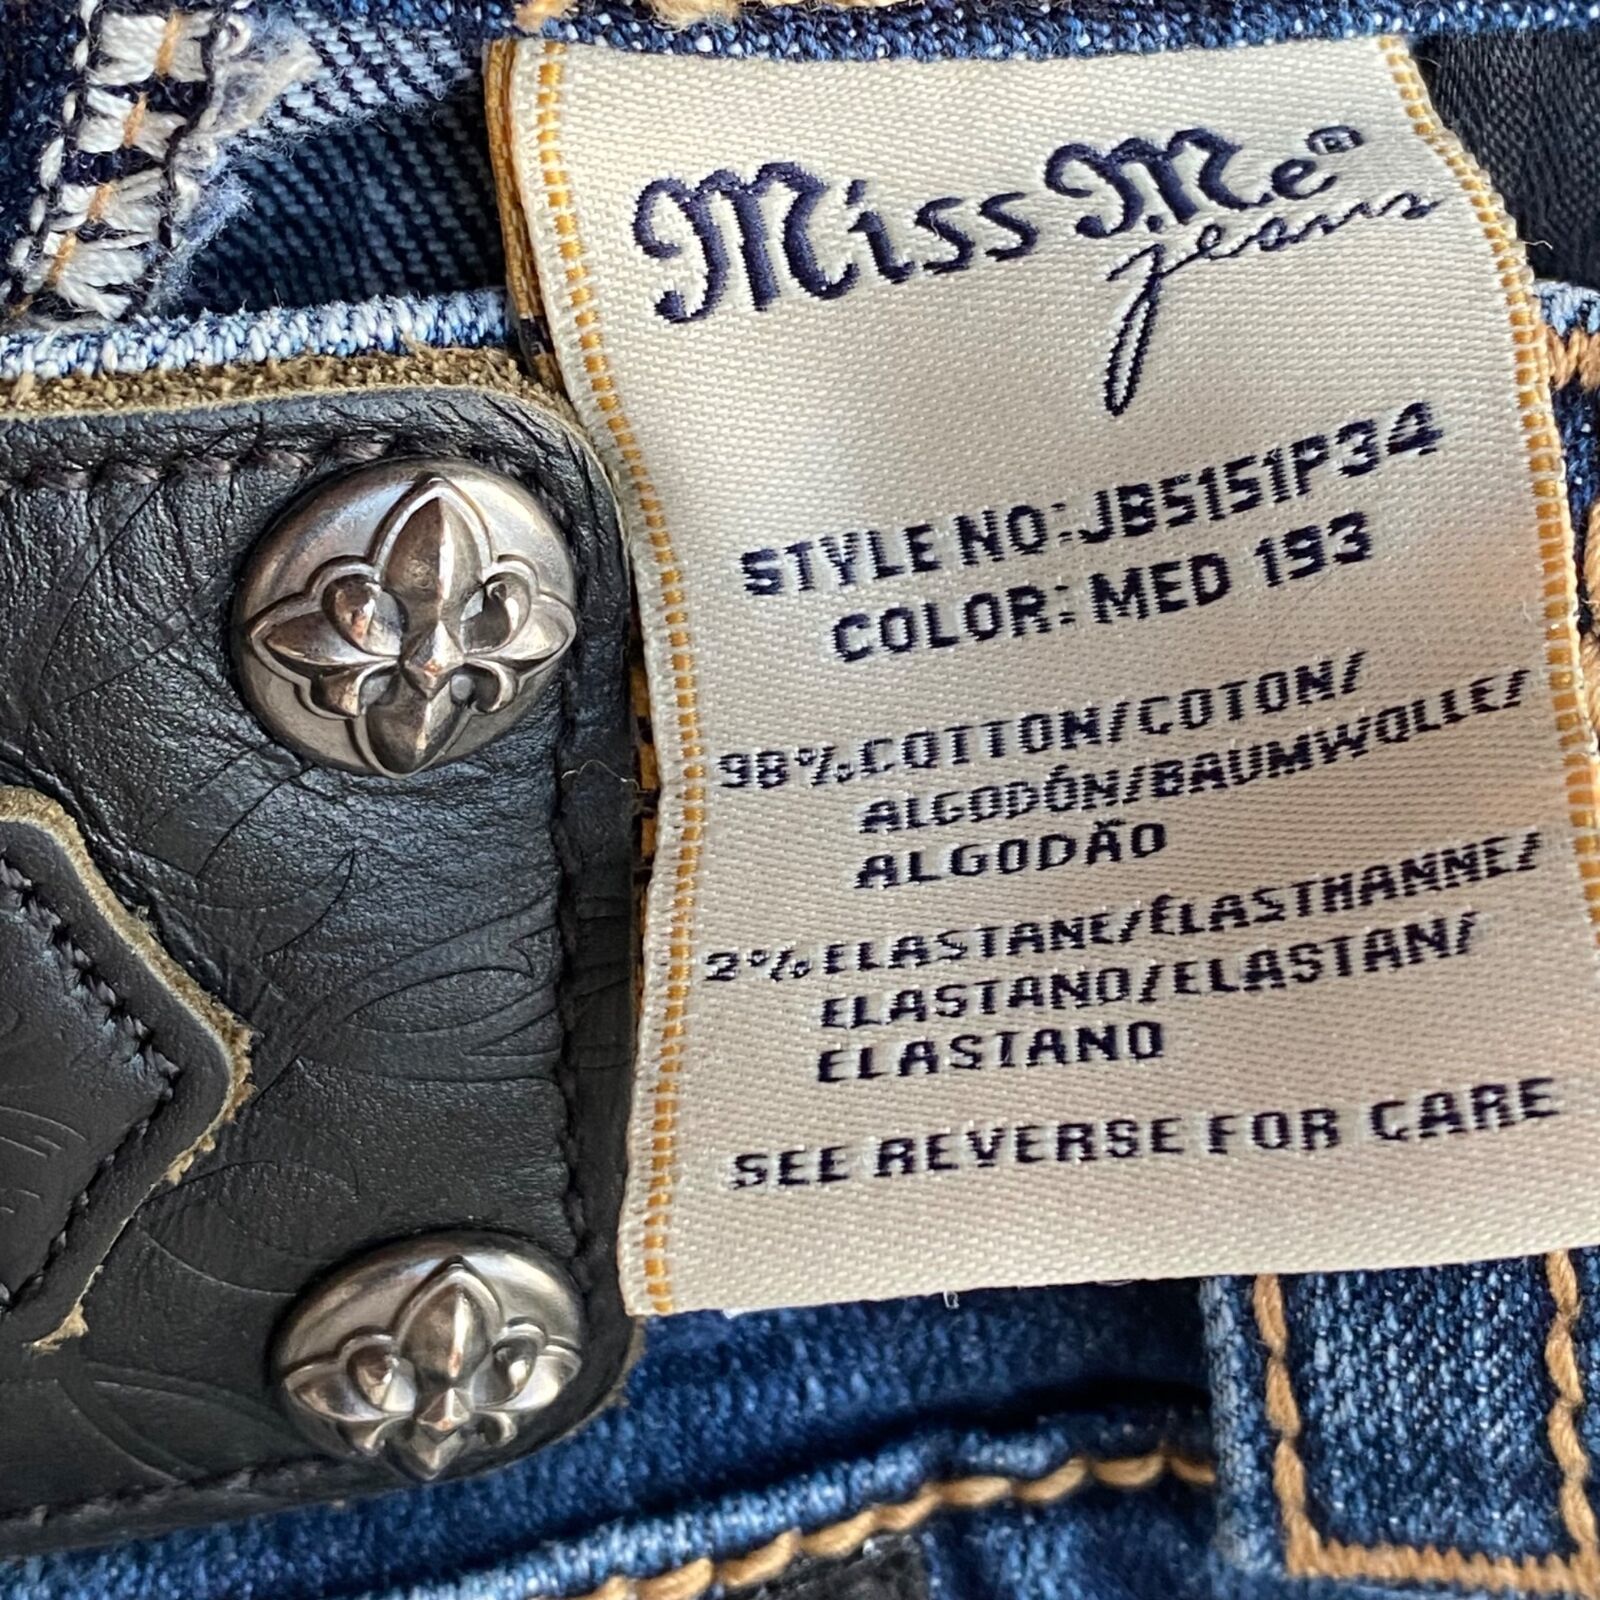 Miss Me®
jeans
STYLE NO:JB5151P34
COLOR: MED 193
98% COTTON/COTON/
ALGODÓN/BAUMWOLLE/
ALGODÃO
2% ELASTANE/ÉLASTHANNE/
ELASTANO/ELASTAN/
ELASTANO
SEE REVERSE FOR CARE